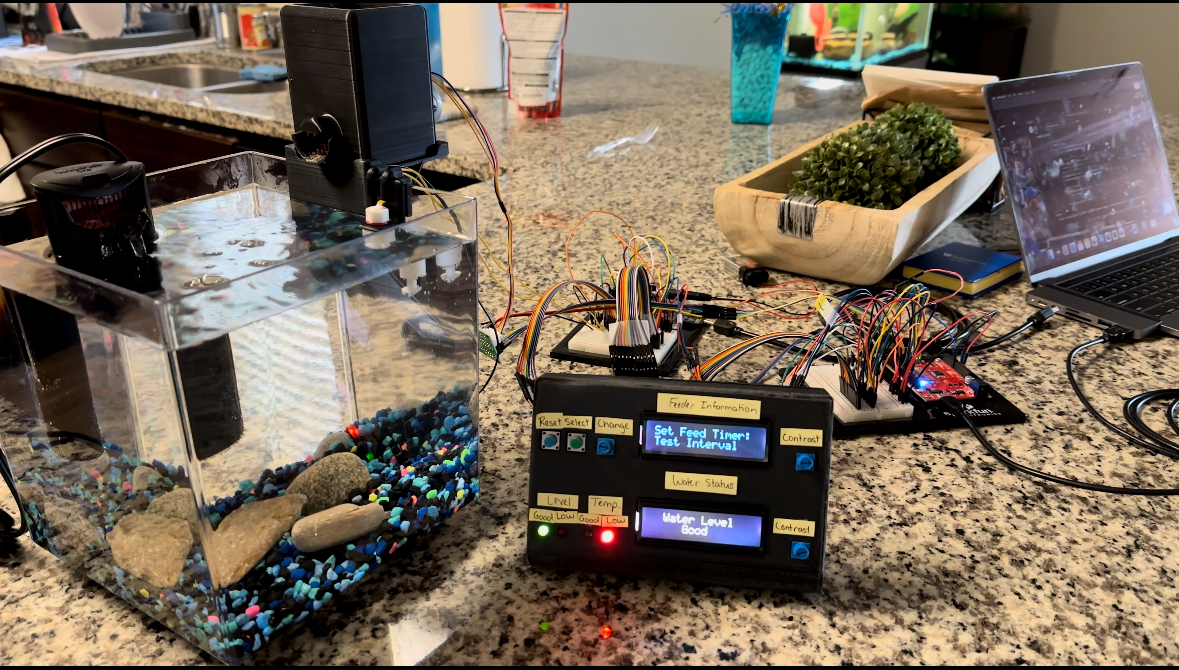 Feeder Information
Reset Select Change
Set Feed Timer:
Test Interval
Contrast
Water Status
Level Temp.
Good Low Good Low
Water Level
Good
Contrast